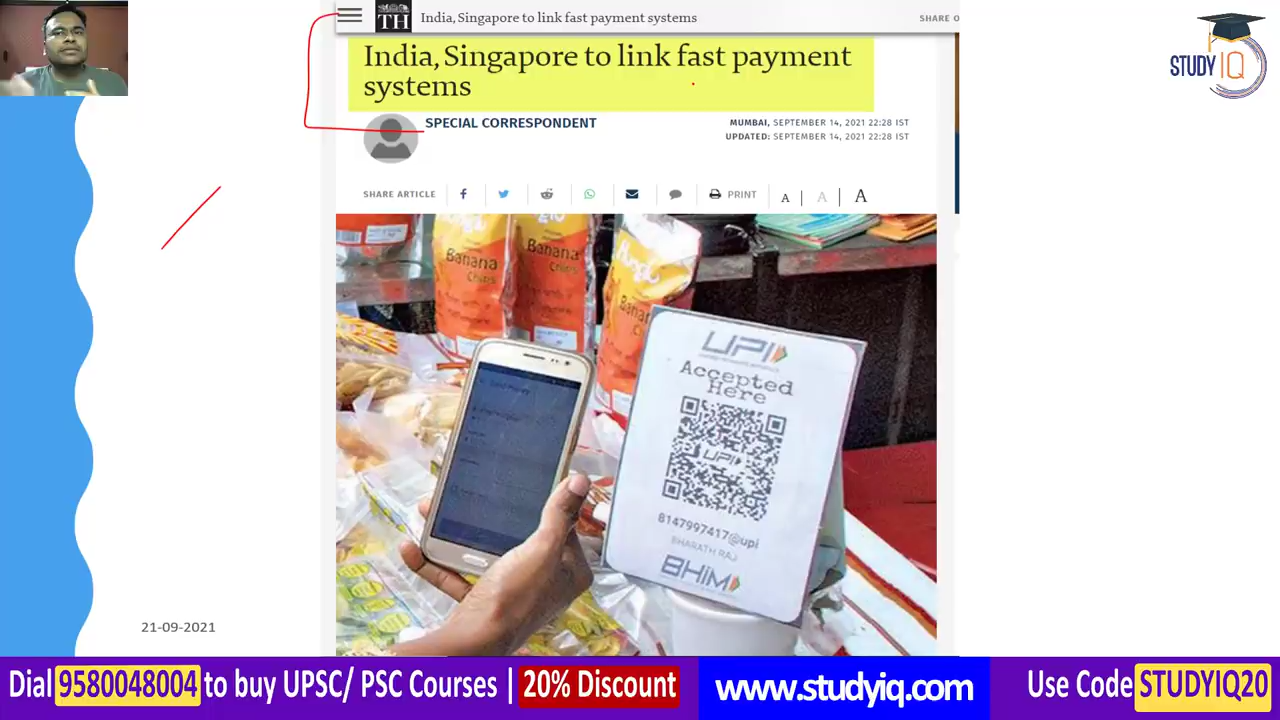 TH
India, Singapore to link fast payment systems
SHARE O
STUDY IQ
India, Singapore to link fast payment
systems
SPECIAL CORRESPONDENT
MUMBAI, SEPTEMBER 14, 2021 22:28 IST
UPDATED: SEPTEMBER 14, 2021 22:28 IST
SHARE ARTICLE
PRINT
A
A
A
Banana
Chips
Banana
Chips
Banana
UPI
Accepted
Here
UPI
8147997417@upi
BHARATH RAJ
BHIM
21-09-2021
Dial 9580048004 to buy UPSC/ PSC Courses | 20% Discount
www.studyiq.com
Use Code STUDYIQ20